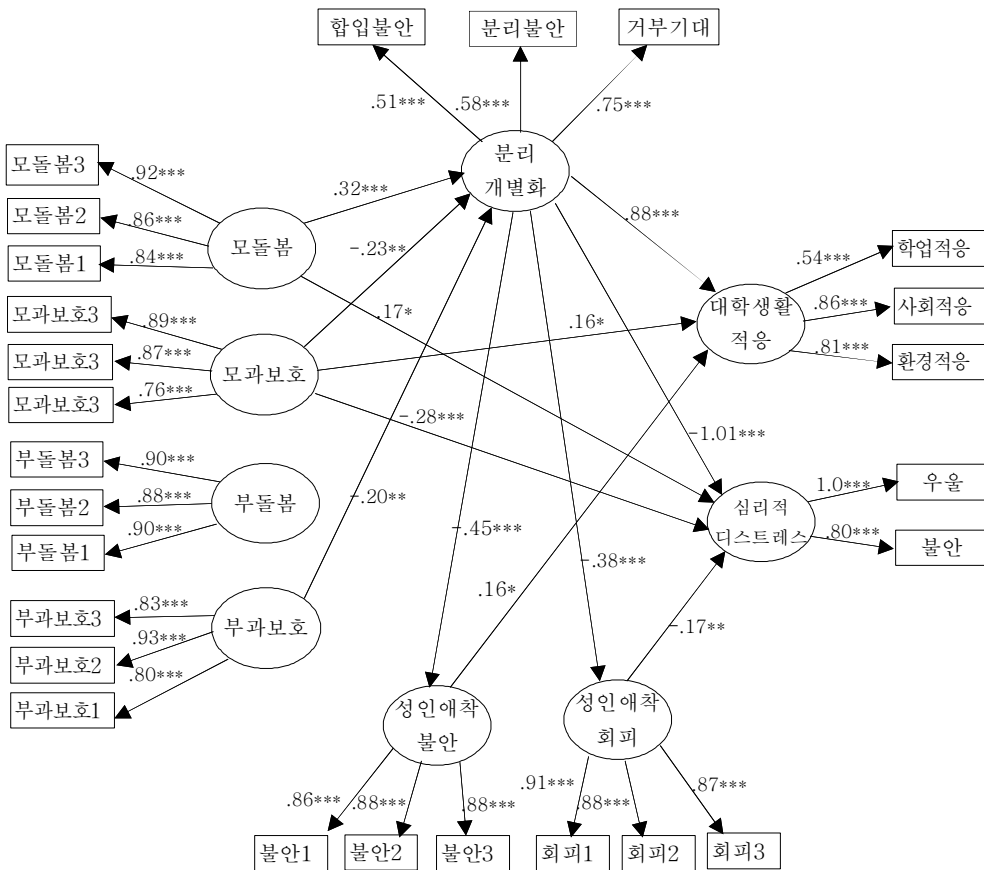 합입불안
분리불안
거부기대
.51***
.58***
.75***
분리
개별화
모돌봄3
.92***
모돌봄2
.86***
모돌봄1
.84***
모돌봄
.32***
-.23**
.88***
모과보호3
.89***
모과보호3
.87***
모과보호3
.76***
모과보호
.17*
.16*
-.28***
대학생활
적응
.54***
학업적응
.86***
사회적응
.81***
환경적응
부돌봄3
.90***
부돌봄2
.88***
부돌봄1
.90***
부돌봄
-.20**
-1.01***
심리적
디스트레스
1.0***
우울
.80***
불안
-.45***
-.38***
.16*
-.17**
부과보호3
.83***
부과보호2
.93***
부과보호1
.80***
부과보호
성인애착
불안
성인애착
회피
.86***
.88***
.88***
.91***
.88***
.87***
불안1
불안2
불안3
회피1
회피2
회피3